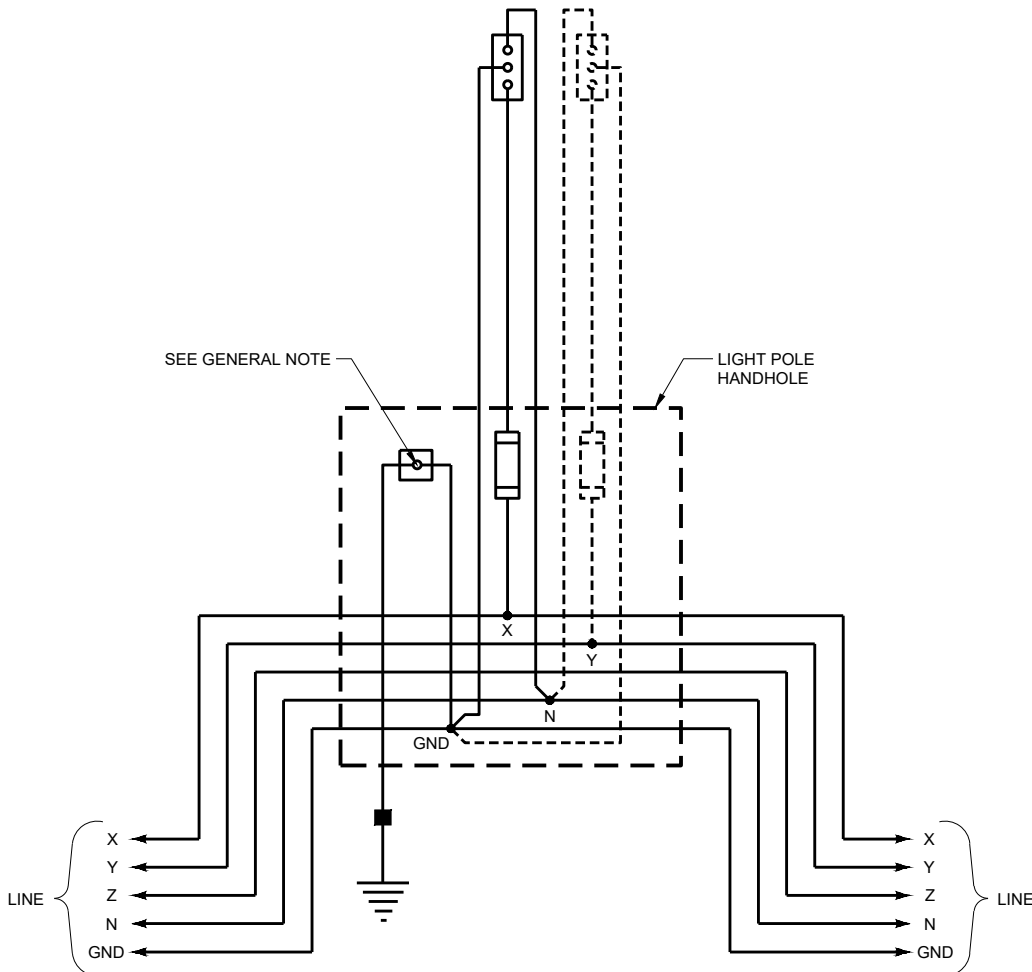 SEE GENERAL NOTE
LIGHT POLE
HANDHOLE
X
Y
N
GND
LINE
X
Y
Z
N
GND
X
Y
Z
N
GND
LINE